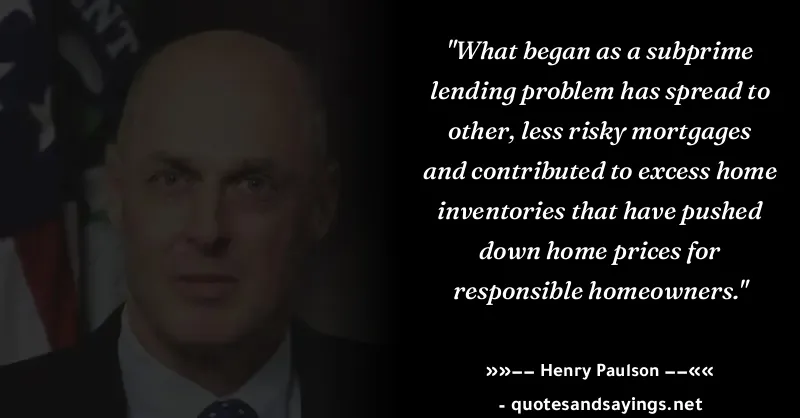 ENT
"What began as a subprime
lending problem has spread to
other, less risky mortgages
and contributed to excess home
inventories that have pushed
down home prices for
responsible homeowners."
»»–– Henry Paulson ––««
- quotesandsayings.net